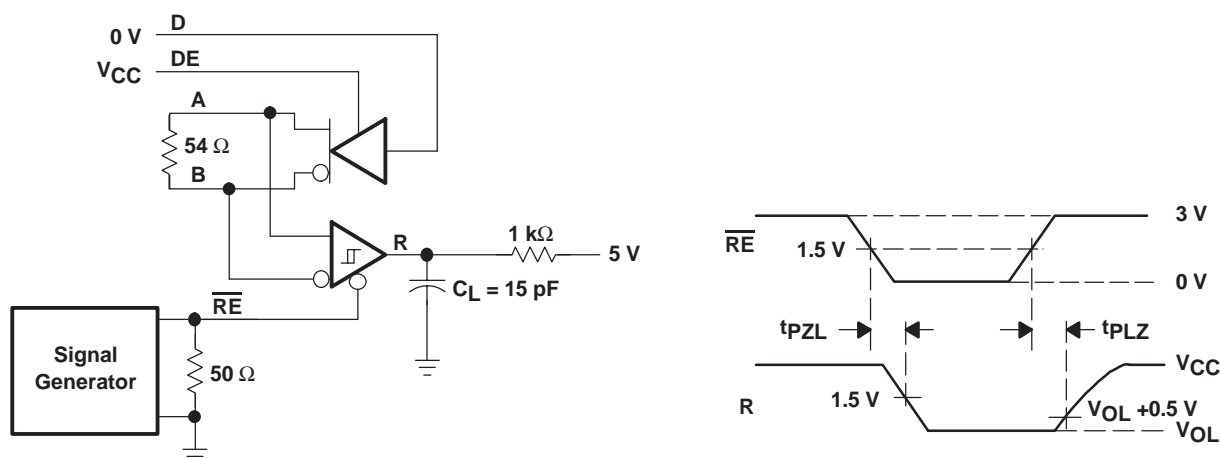 0 V D
VCC DE
A
54 Ω
B
R 1 kΩ 5 V
CL = 15 pF
RE
Signal
Generator
50 Ω
RE 1.5 V 3 V
0 V
tPZL tPLZ
R 1.5 V VCC
VOL +0.5 V
VOL